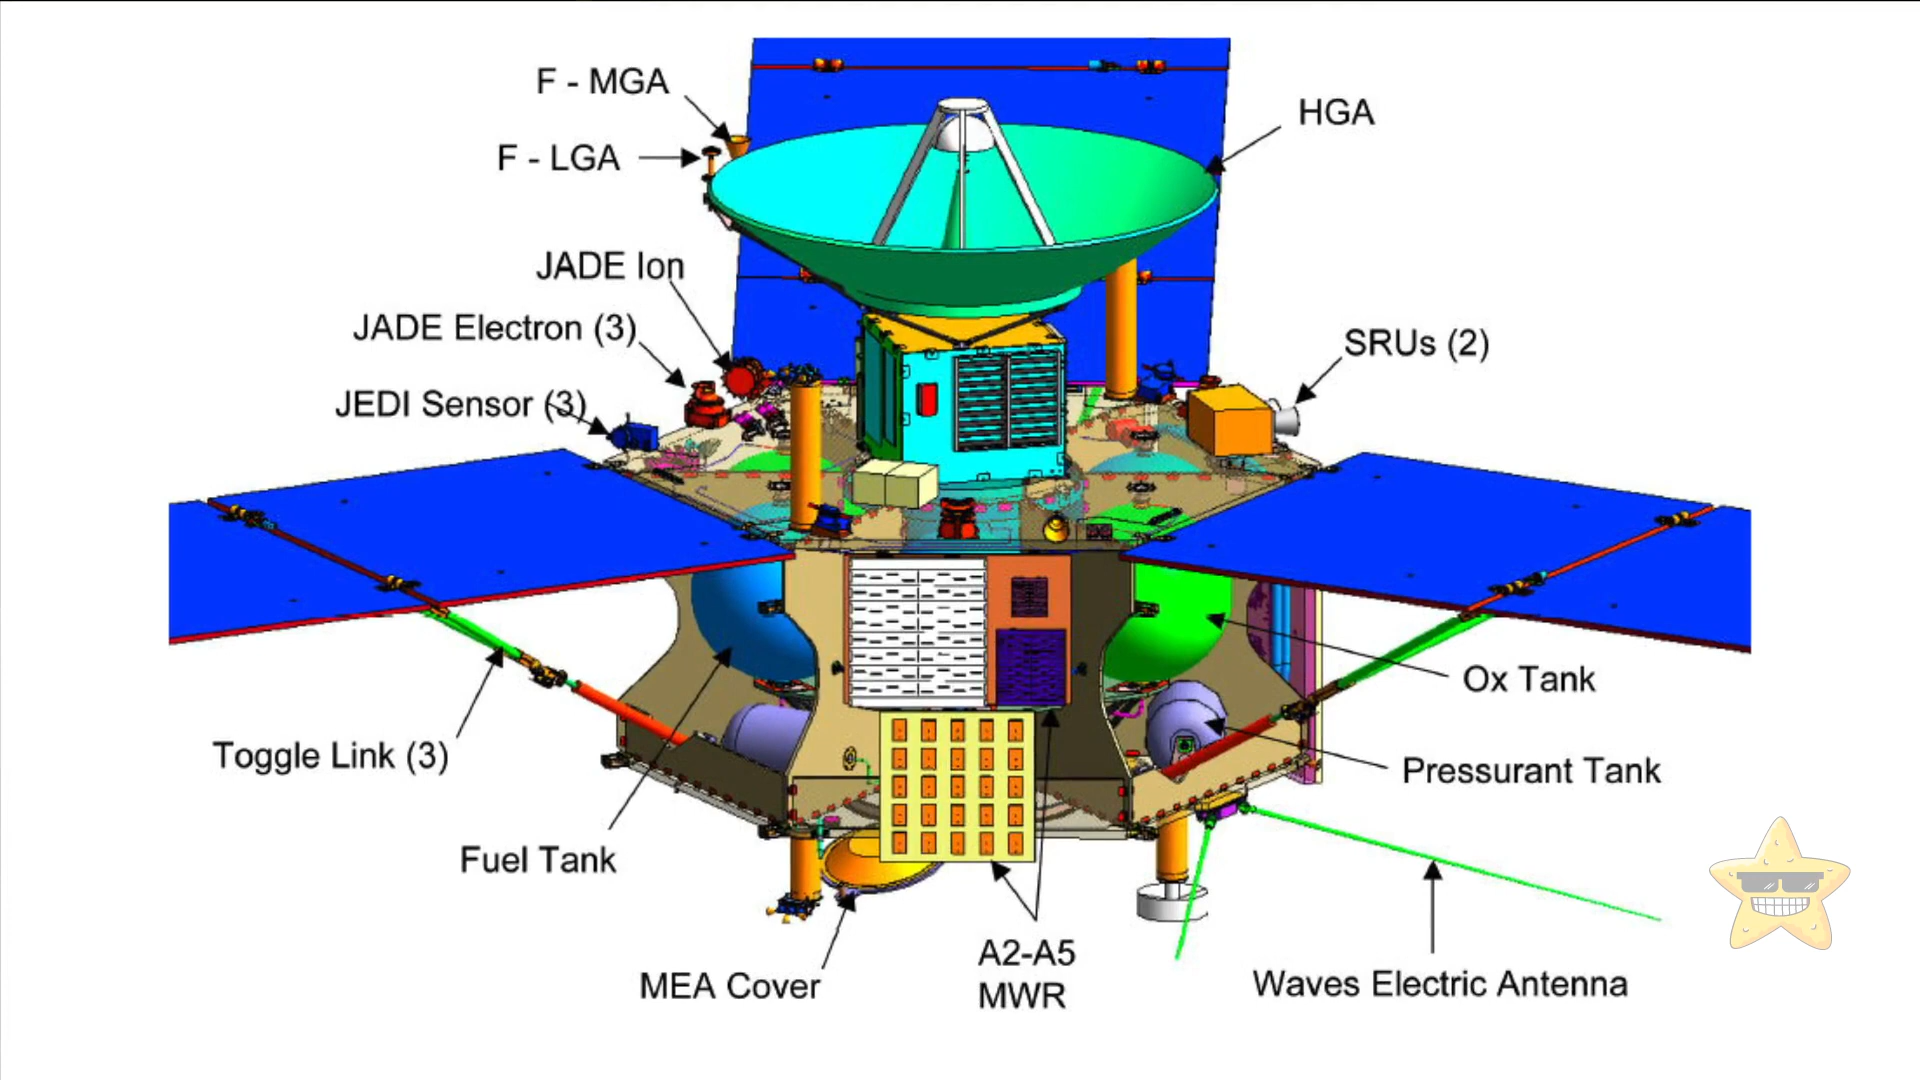 F - MGA
HGA
F - LGA
JADE Ion
JADE Electron (3)
SRUs (2)
JEDI Sensor (3)
Ox Tank
Toggle Link (3)
Pressurant Tank
Fuel Tank
A2-A5
MWR
MEA Cover
Waves Electric Antenna